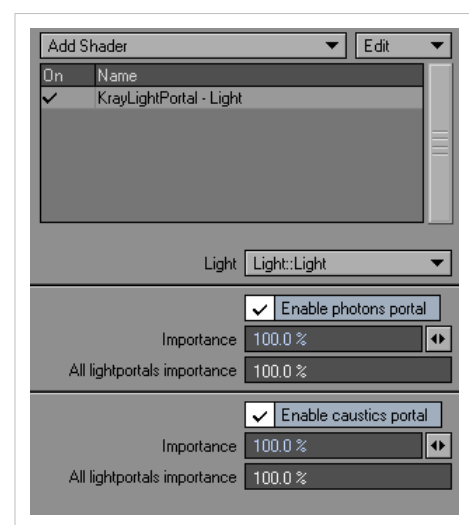 Add Shader Edit
On Name
KrayLightPortal - Light
Light Light::Light
Enable photons portal
Importance 100.0 %
All lightportals importance 100.0 %
Enable caustics portal
Importance 100.0 %
All lightportals importance 100.0 %